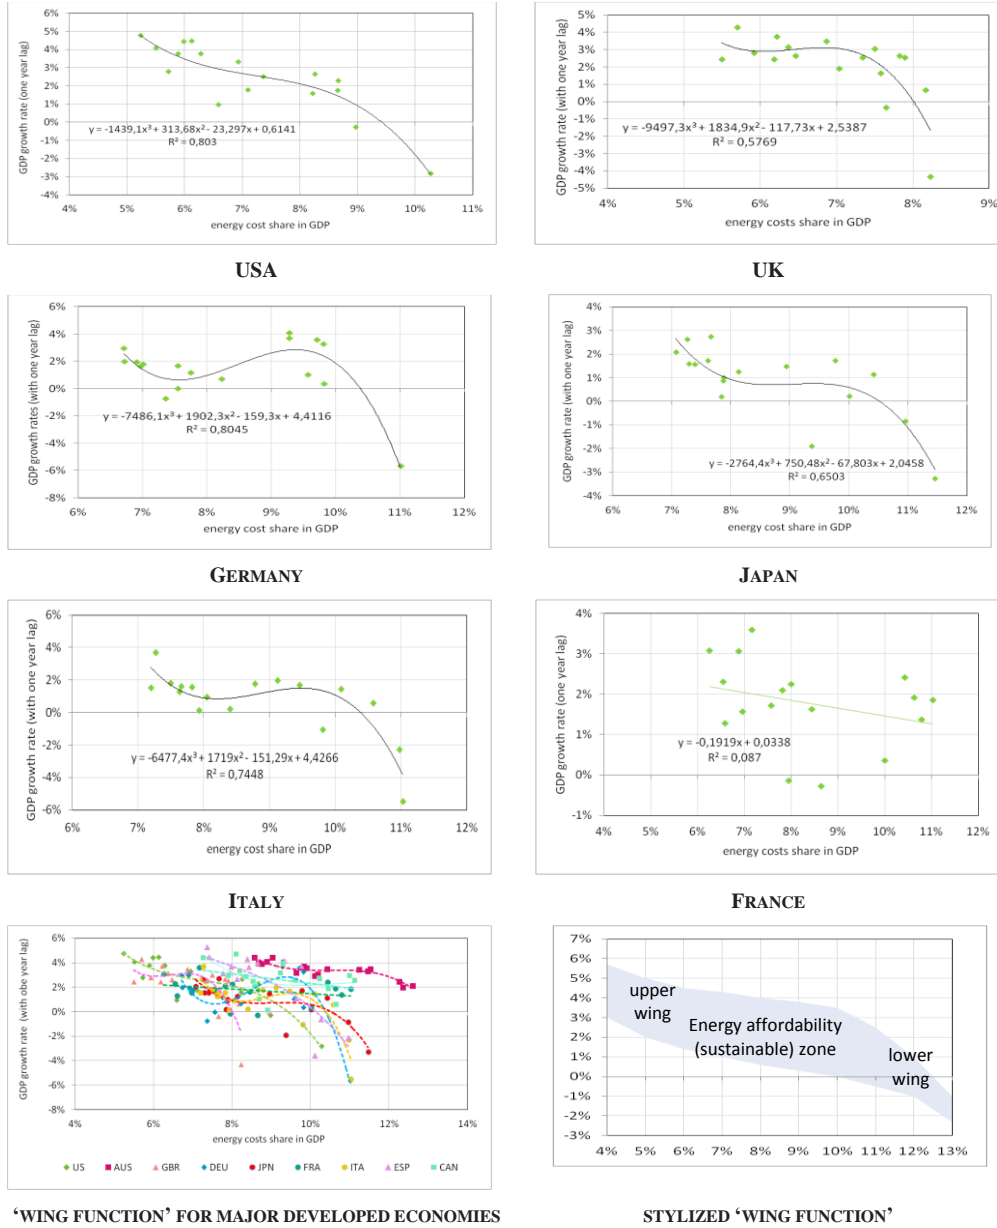 GDP growth rate (one year lag)
6%
5%
4%
3%
2%
1%
0%
-1%
-2%
-3%
-4%
y = -1439,1x³ + 313,68x² - 23,297x + 0,6141
R² = 0,803
4% 5% 6% 7% 8% 9% 10% 11%
energy cost share in GDP
USA
GDP growth rate (with one year lag)
5%
4%
3%
2%
1%
0%
-1%
-2%
-3%
-4%
-5%
y = -9497,3x³ + 1834,9x² - 117,73x + 2,5387
R² = 0,5769
4% 5% 6% 7% 8% 9%
energy costs share in GDP
UK
GDP growth rates (with one year lag)
6%
4%
2%
0%
-2%
-4%
-6%
-8%
y = -7486,1x³ + 1902,3x² - 159,3x + 4,4116
R² = 0,8045
6% 7% 8% 9% 10% 11% 12%
energy cost share in GDP
GERMANY
GDP growth rate (with one year lag)
4%
3%
2%
1%
0%
-1%
-2%
-3%
-4%
y = -2764,4x³ + 750,48x² - 67,803x + 2,0458
R² = 0,6503
6% 7% 8% 9% 10% 11% 12%
energy cost share in GDP
JAPAN
GDP growth rate (with one year lag)
6%
4%
2%
0%
-2%
-4%
-6%
y = -6477,4x³ + 1719x² - 151,29x + 4,4266
R² = 0,7448
6% 7% 8% 9% 10% 11% 12%
energy cost share in GDP
ITALY
GDP growth rate (one year lag)
4%
3%
2%
1%
0%
-1%
y = -0,1919x + 0,0338
R² = 0,087
4% 5% 6% 7% 8% 9% 10% 11% 12%
energy costs share in GDP
FRANCE
GDP growth rate (with obe year lag)
6%
4%
2%
0%
-2%
-4%
-6%
-8%
4% 6% 8% 10% 12% 14%
energy costs share in GDP
US AUS GBR DEU JPN FRA ITA ESP CAN
'WING FUNCTION' FOR MAJOR DEVELOPED ECONOMIES
7%
6%
5%
4%
3%
2%
1%
0%
-1%
-2%
-3%
upper
wing
Energy affordability
(sustainable) zone
lower
wing
4% 5% 6% 7% 8% 9% 10% 11% 12% 13%
STYLIZED 'WING FUNCTION'